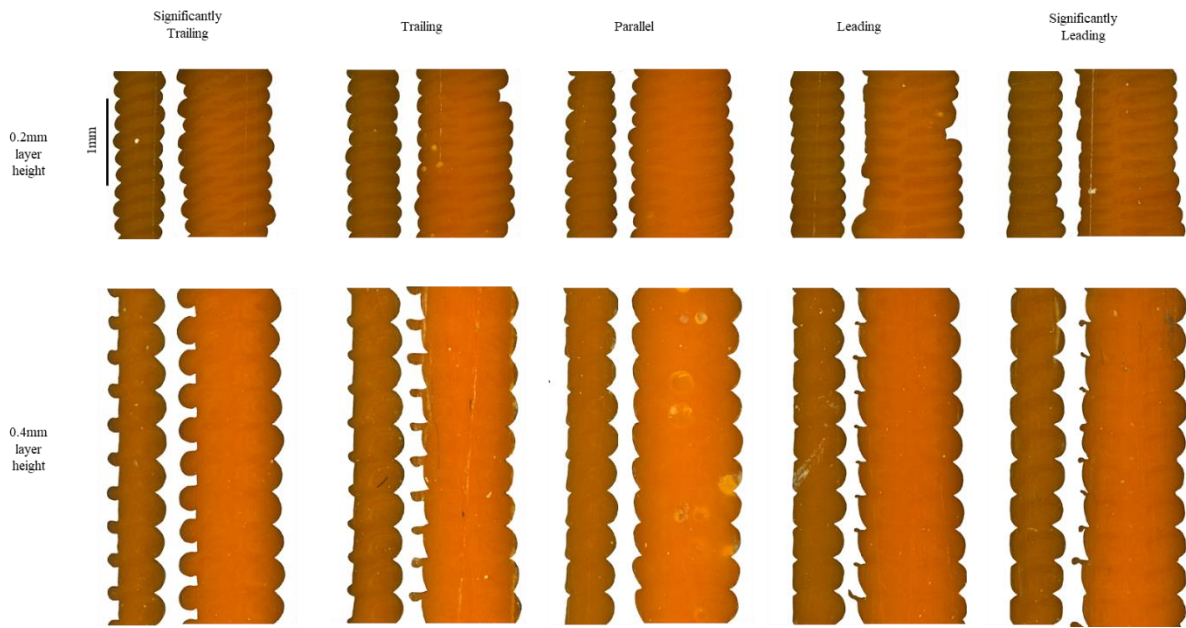 Significantly
Trailing
Trailing
Parallel
Leading
Significantly
Leading
0.2mm
layer
height
1mm
0.4mm
layer
height